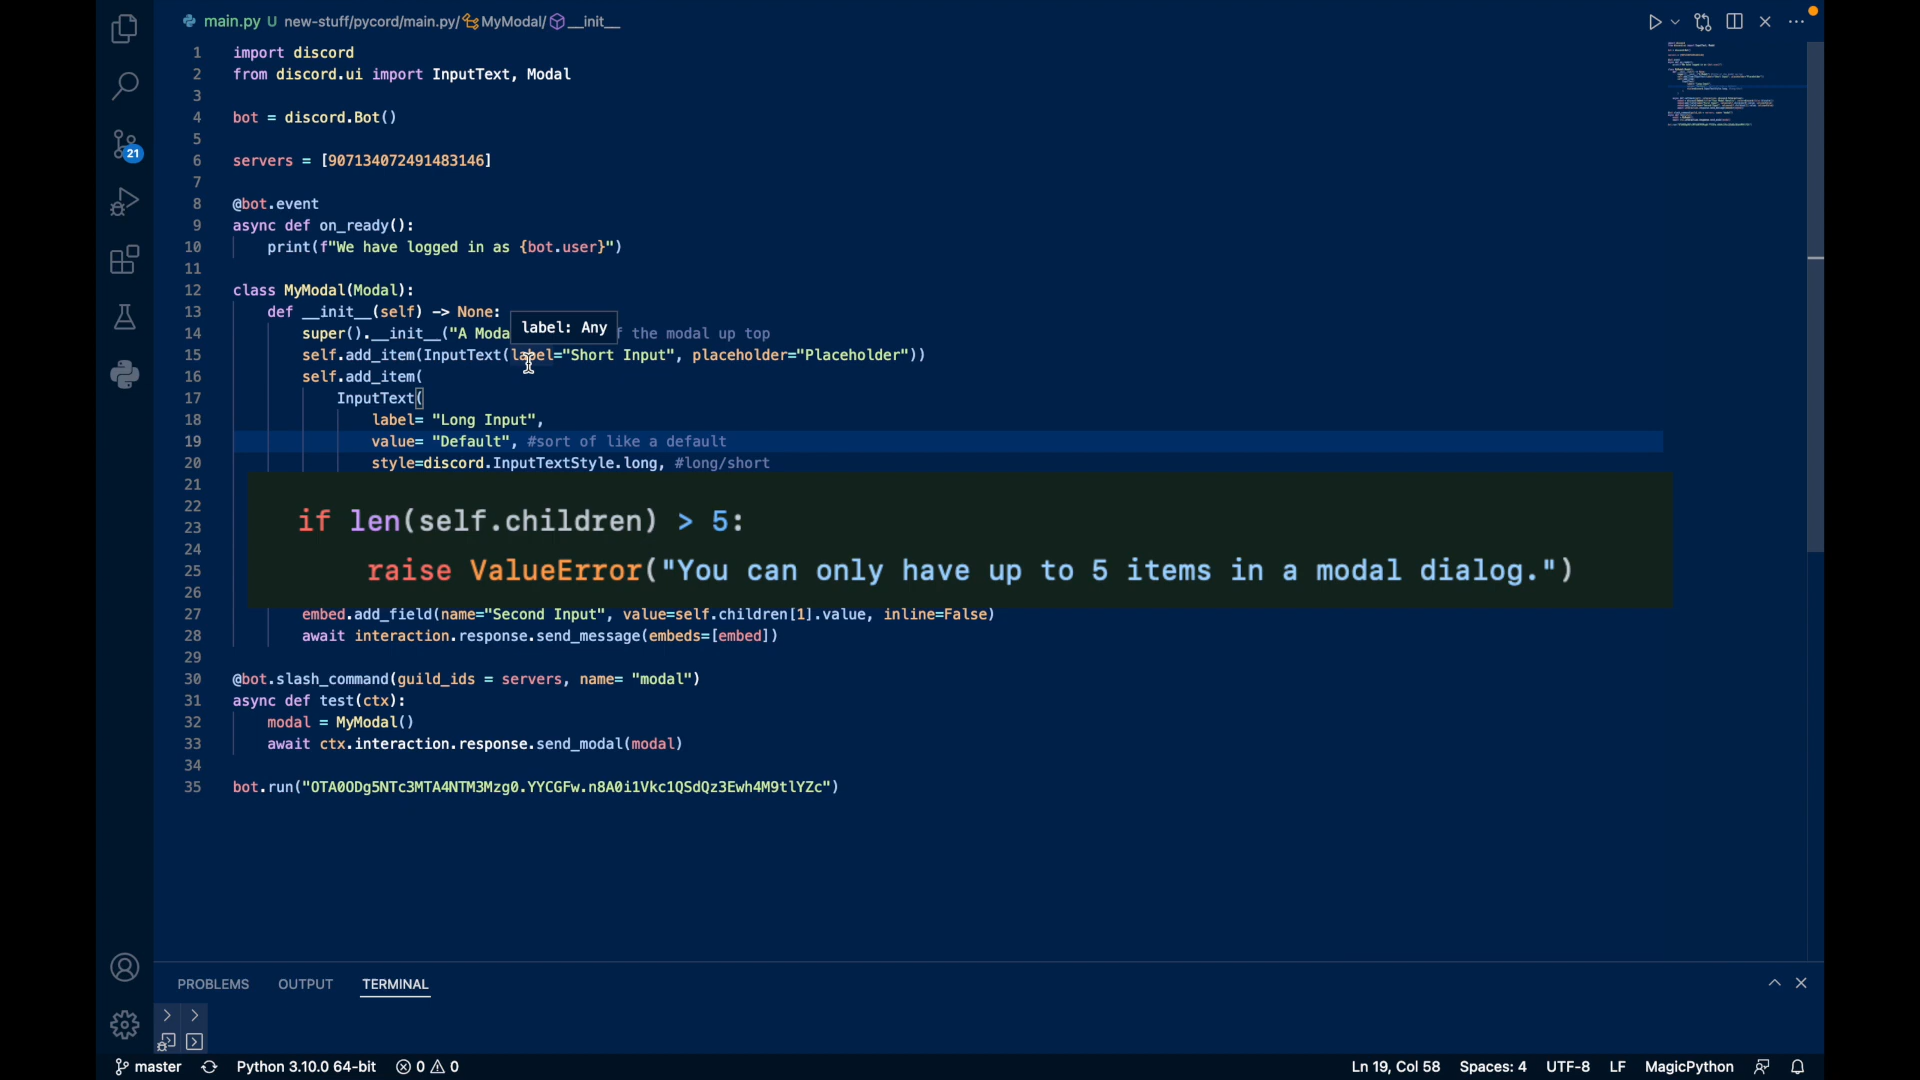 main.py U new-stuff/pycord/main.py/ MyModal/ __init__
1 import discord
2 from discord.ui import InputText, Modal
3
4 bot = discord.Bot()
5
6 servers = [907134072491483146]
7
8 @bot.event
9 async def on_ready():
10 print(f"We have logged in as {bot.user}")
11
12 class MyModal(Modal):
13 def __init__(self) -> None:
label: Any
14 super().__init__("A Moda f the modal up top
15 self.add_item(InputText(label="Short Input", placeholder="Placeholder"))
16 self.add_item(
17 InputText(
18 label= "Long Input",
19 value= "Default", #sort of like a default
20 style=discord.InputTextStyle.long, #long/short
21
22
if len(self.children) > 5:
23
24
raise ValueError("You can only have up to 5 items in a modal dialog.")
25
26
27 embed.add_field(name="Second Input", value=self.children[1].value, inline=False)
28 await interaction.response.send_message(embeds=[embed])
29
30 @bot.slash_command(guild_ids = servers, name= "modal")
31 async def test(ctx):
32 modal = MyModal()
33 await ctx.interaction.response.send_modal(modal)
34
35 bot.run("OTA0ODg5NTc3MTA4NTM3Mzg0.YYCGFw.n8A0i1Vkc1QSdQz3Ewh4M9tlYZc")
21
PROBLEMS OUTPUT TERMINAL
master Python 3.10.0 64-bit 0 0 Ln 19, Col 58 Spaces: 4 UTF-8 LF MagicPython